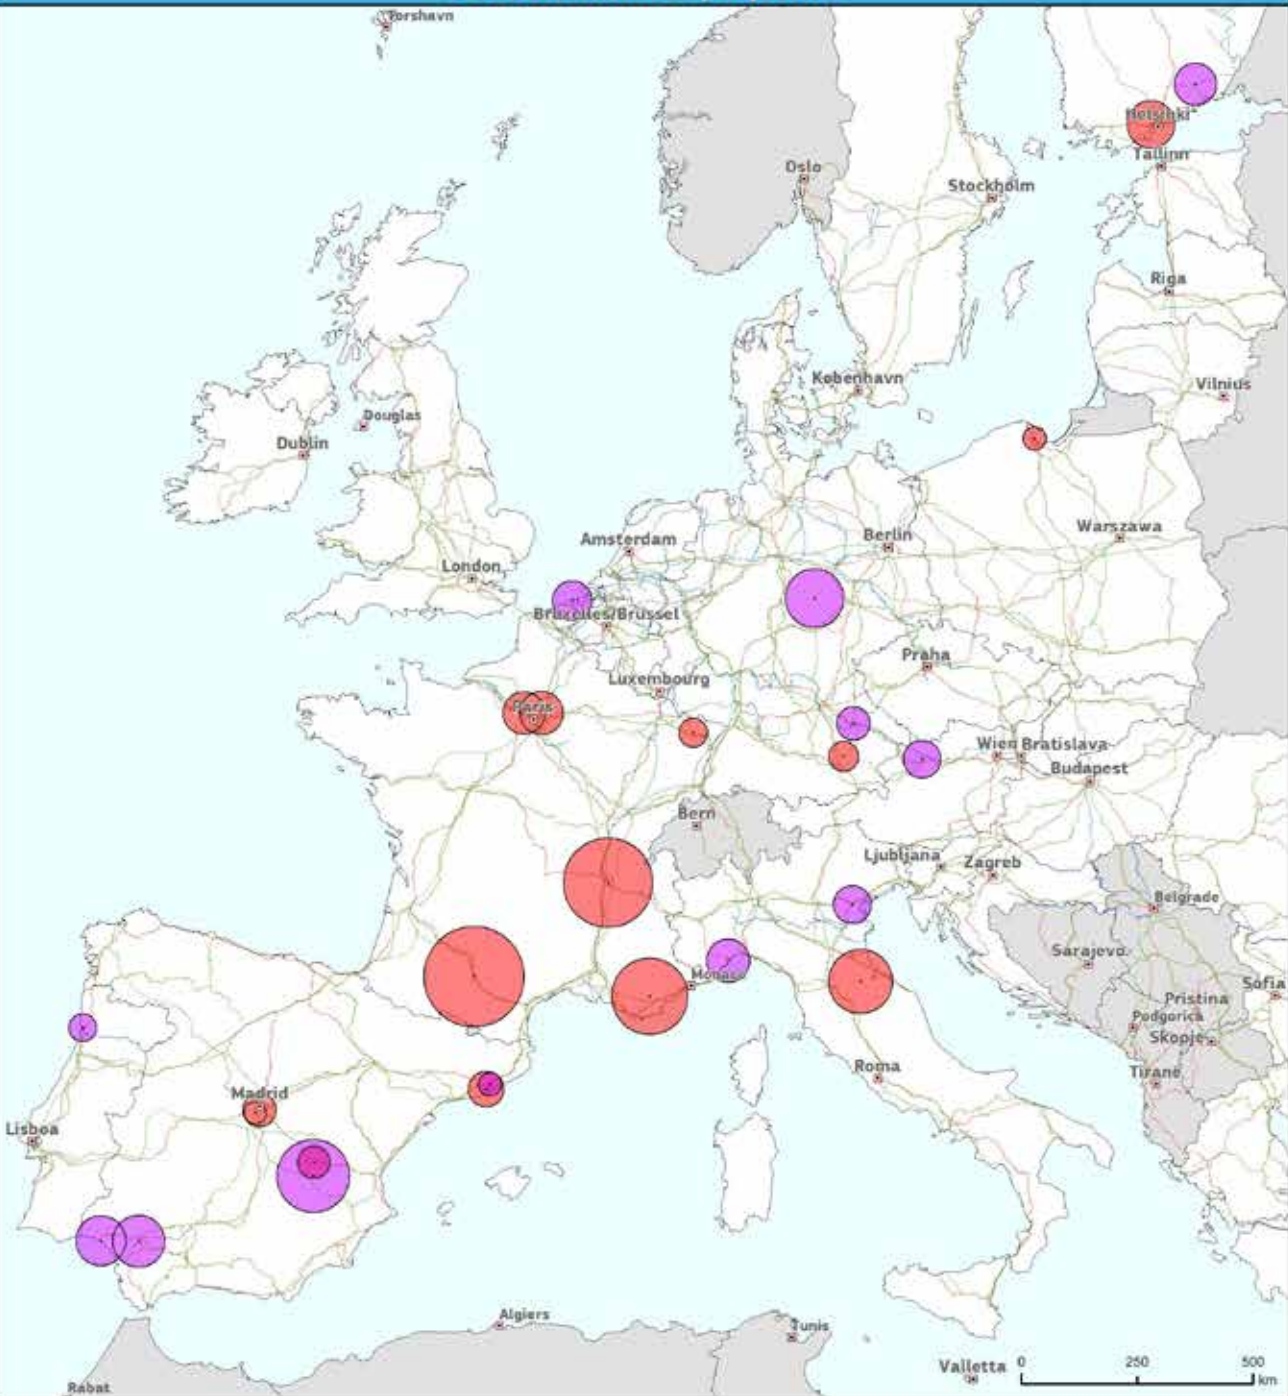 Torshavn
Helsinki
Tallinn
Oslo
Stockholm
Riga
København
Vilnius
Douglas
Dublin
Warszawa
Amsterdam
Berlin
London
Bruxelles/Brussel
Praha
Luxembourg
Paris
Wien
Bratislava
Budapest
Bern
Ljubljana
Zagreb
Belgrade
Sarajevo
Monaco
Sofia
Pristina
Podgorica
Skopje
Roma
Tirane
Madrid
Lisboa
Algiers
Tunis
Valletta
0 250 500
km
Rabat